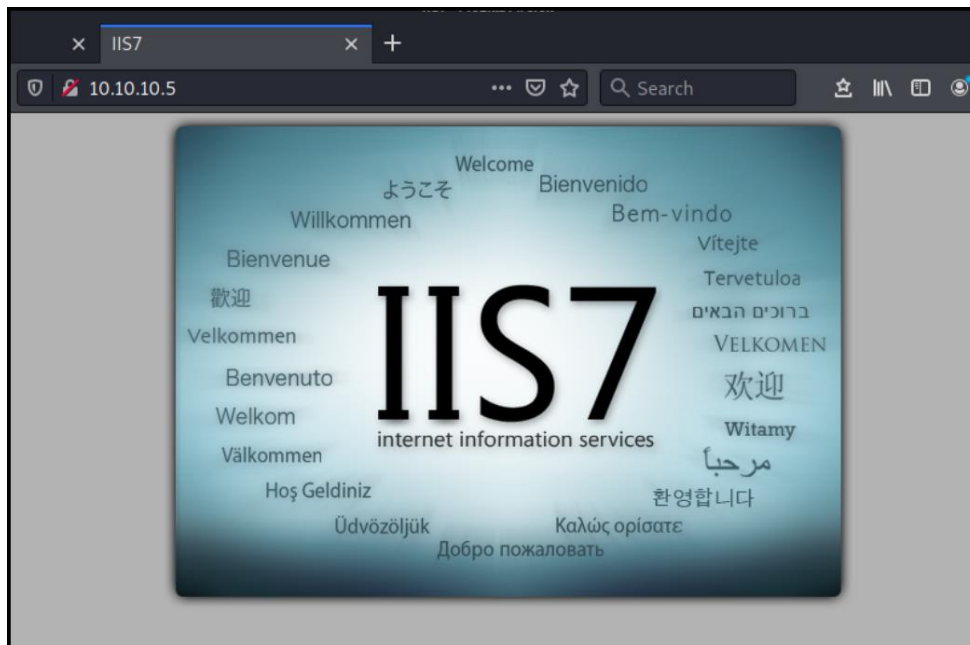 IIS7
10.10.10.5
Search
Welcome
ようこそ
Bienvenido
Willkommen
Bem-vindo
Vítejte
Bienvenue
Tervetuloa
歡迎
ברוכים הבאים
Velkommen
VELKOMEN
IIS7
Benvenuto
欢迎
Welkom
Witamy
internet information services
Välkommen
مرحباً
Hoş Geldiniz
환영합니다
Üdvözöljük
Καλώς ορίσατε
Добро пожаловать